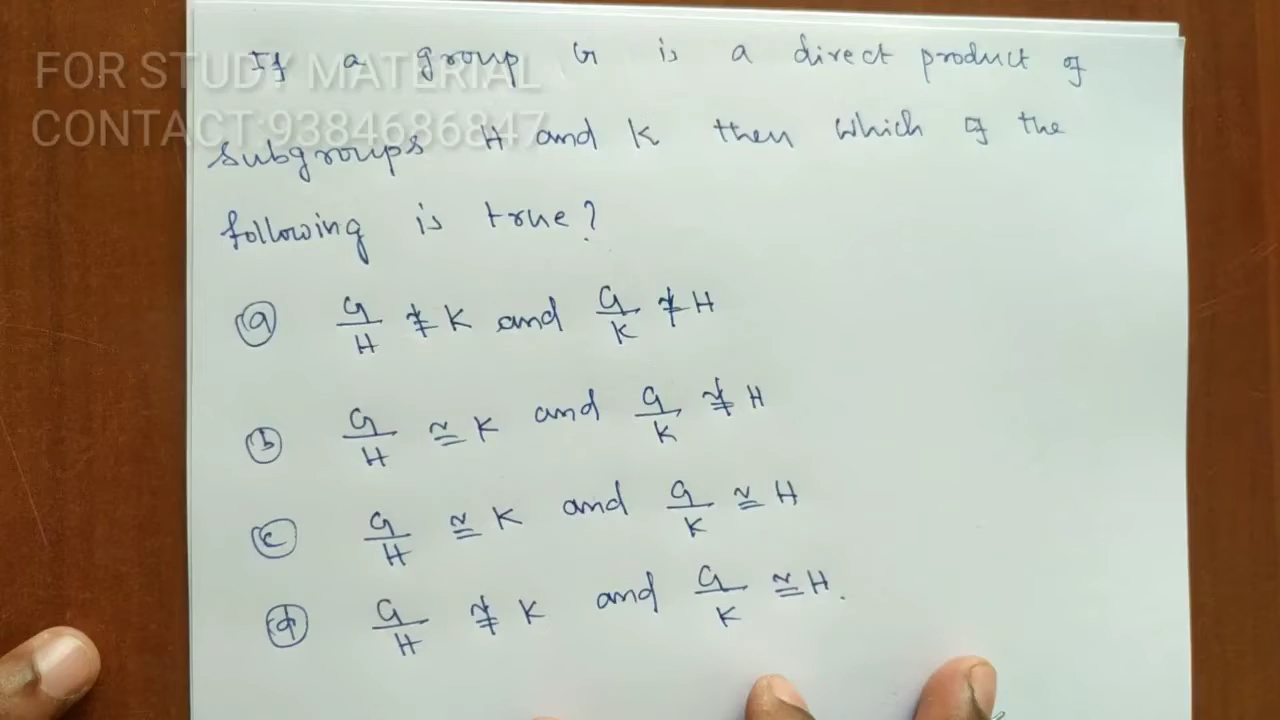 FOR STUDY MATERIAL
CONTACT:9384686847
If a group G is a direct product of
subgroups H and K then which of the
following is true?
(a) G/H ≇ K and G/K ≇ H
(b) G/H ≅ K and G/K ≇ H
(c) G/H ≅ K and G/K ≅ H
(d) G/H ≇ K and G/K ≅ H.